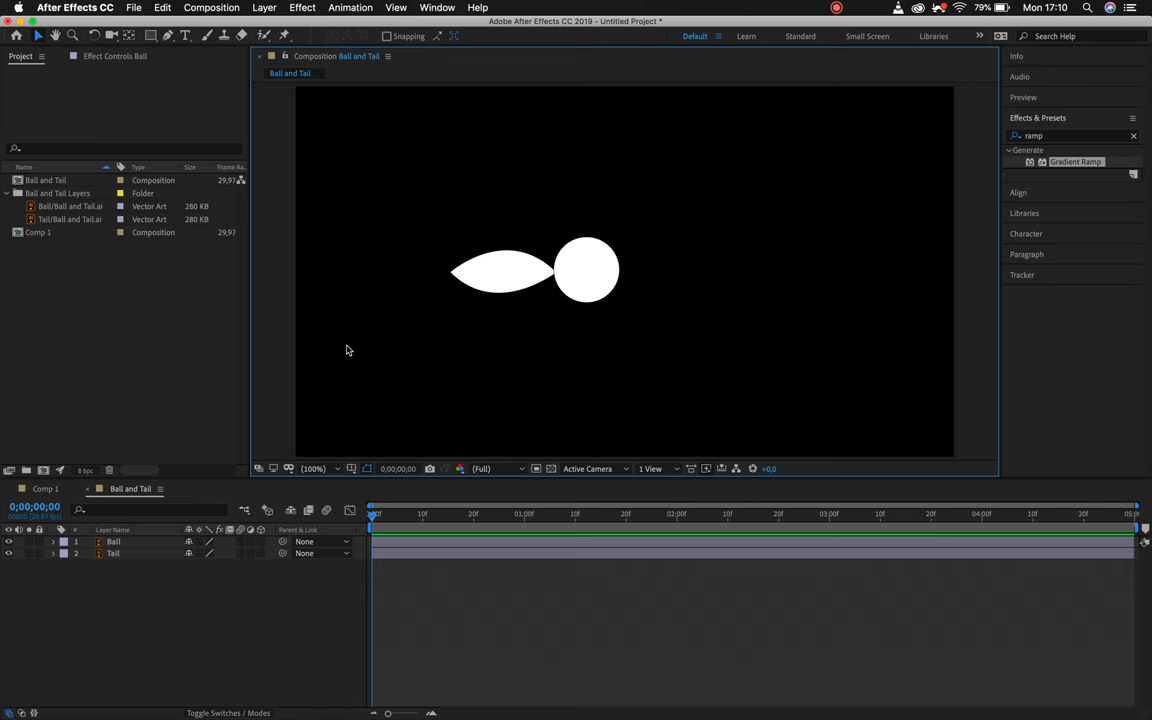 After Effects CC File Edit Composition Layer Effect Animation View Window Help 79% Mon 17:10
Adobe After Effects CC 2019 - Untitled Project *
Snapping Default Learn Standard Small Screen Libraries Search Help
Project Effect Controls Ball
Composition Ball and Tail
Ball and Tail
Name Type Size Frame Ra..
Ball and Tail Composition 29,97
Ball and Tail Layers Folder
Ball/Ball and Tail.ai Vector Art 280 KB
Tail/Ball and Tail.ai Vector Art 280 KB
Comp 1 Composition 29,97
8 bpc
Info
Audio
Preview
Effects & Presets
ramp
Generate
Gradient Ramp
Align
Libraries
Character
Paragraph
Tracker
(100%) 0;00;00;00 (Full) Active Camera 1 View +0,0
Comp 1 Ball and Tail
0;00;00;00
00000 (29.97 fps)
10f 20f 01:00f 10f 20f 02:00f 10f 20f 03:00f 10f 20f 04:00f 10f 20f
# Layer Name Parent & Link
1 Ball None
2 Tail None
Toggle Switches / Modes